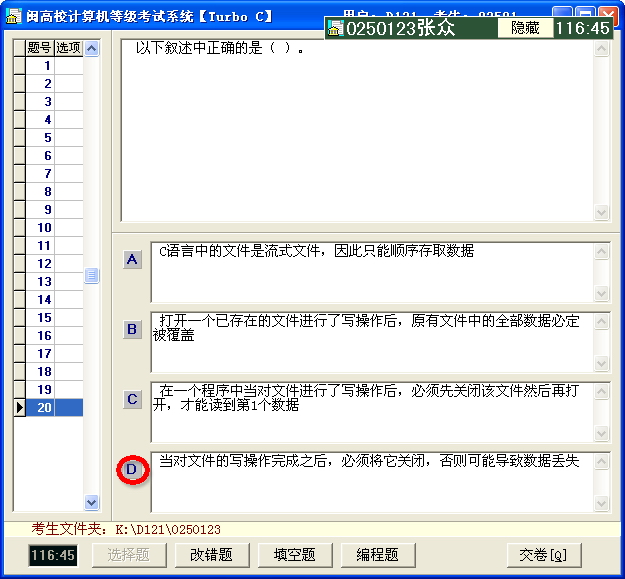 闽高校计算机等级考试系统【Turbo C】
0250123张众 隐藏 116:45
题号 选项
1
2
3
4
5
6
7
8
9
10
11
12
13
14
15
16
17
18
19
20
以下叙述中正确的是（ ）。
A C语言中的文件是流式文件，因此只能顺序存取数据
B 打开一个已存在的文件进行了写操作后，原有文件中的全部数据必定
被覆盖
C 在一个程序中当对文件进行了写操作后，必须先关闭该文件然后再打
开，才能读到第1个数据
D 当对文件的写操作完成之后，必须将它关闭，否则可能导致数据丢失
考生文件夹：K:\D121\0250123
116:45 选择题 改错题 填空题 编程题 交卷[Q]